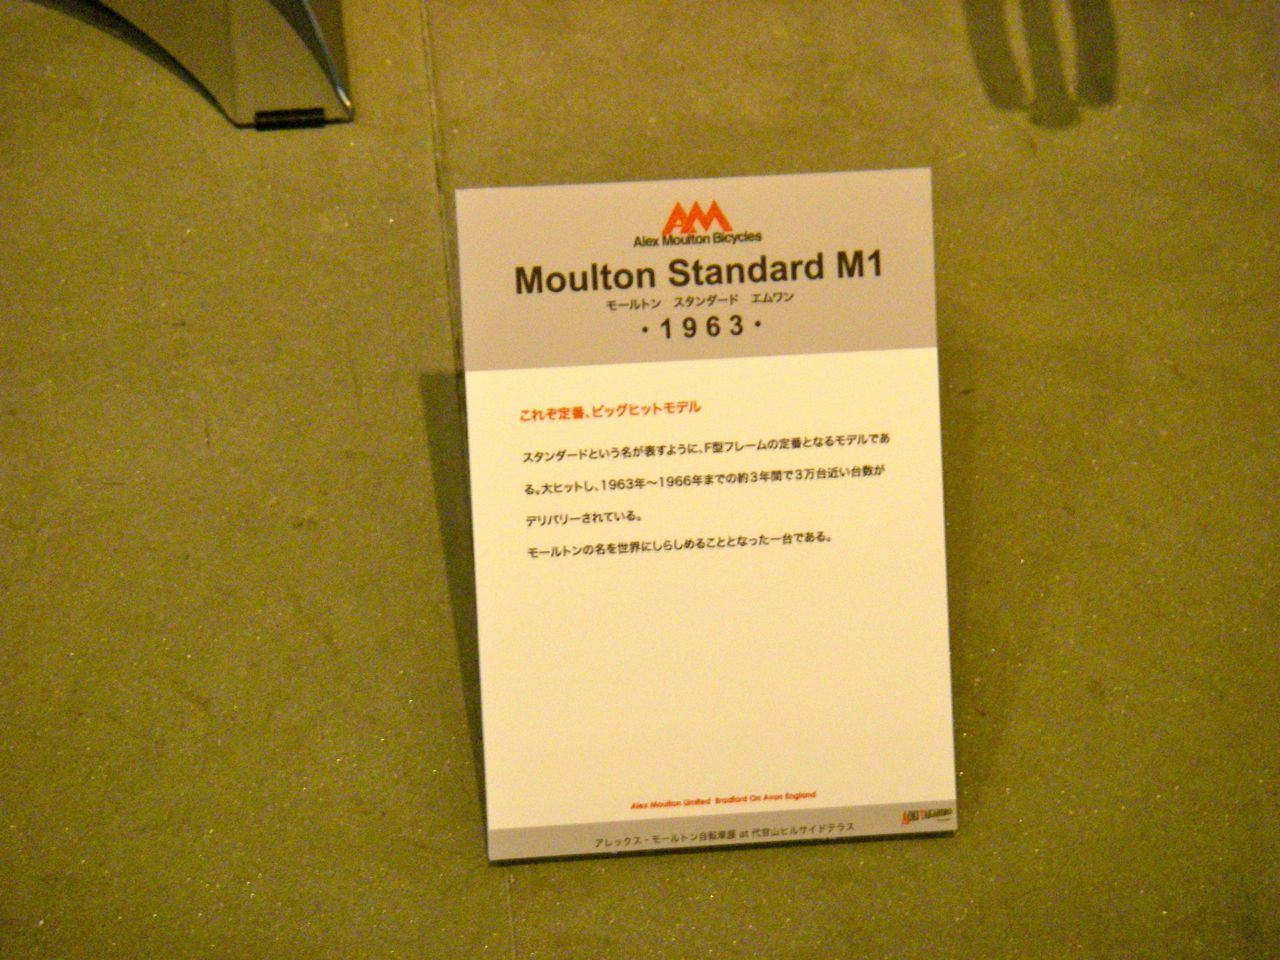 AM
Alex Moulton Bicycles
Moulton Standard M1
モールトン　スタンダード　エムワン
・1963・
これぞ定番、ビッグヒットモデル
スタンダードという名が表すように、F型フレームの定番となるモデルであ
る。大ヒットし、1963年〜1966年までの約3年間で3万台近い台数が
デリバリーされている。
モールトンの名を世界にしらしめることとなった一台である。
Alex Moulton Limited Bradford On Avon England
アレックス・モールトン自転車展 at 代官山ヒルサイドテラス